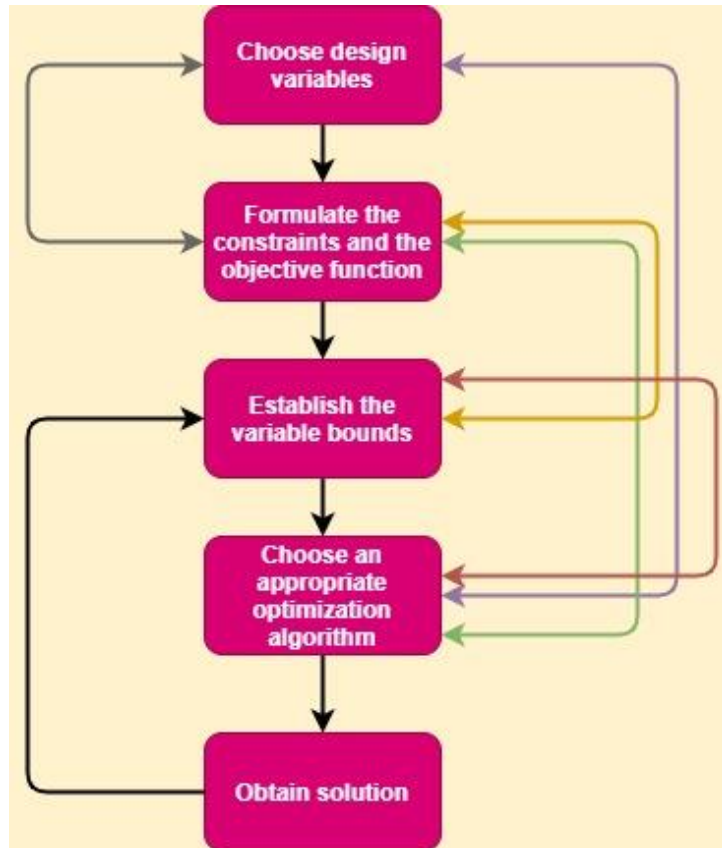 Choose design
variables
Formulate the
constraints and the
objective function
Establish the
variable bounds
Choose an
appropriate
optimization
algorithm
Obtain solution